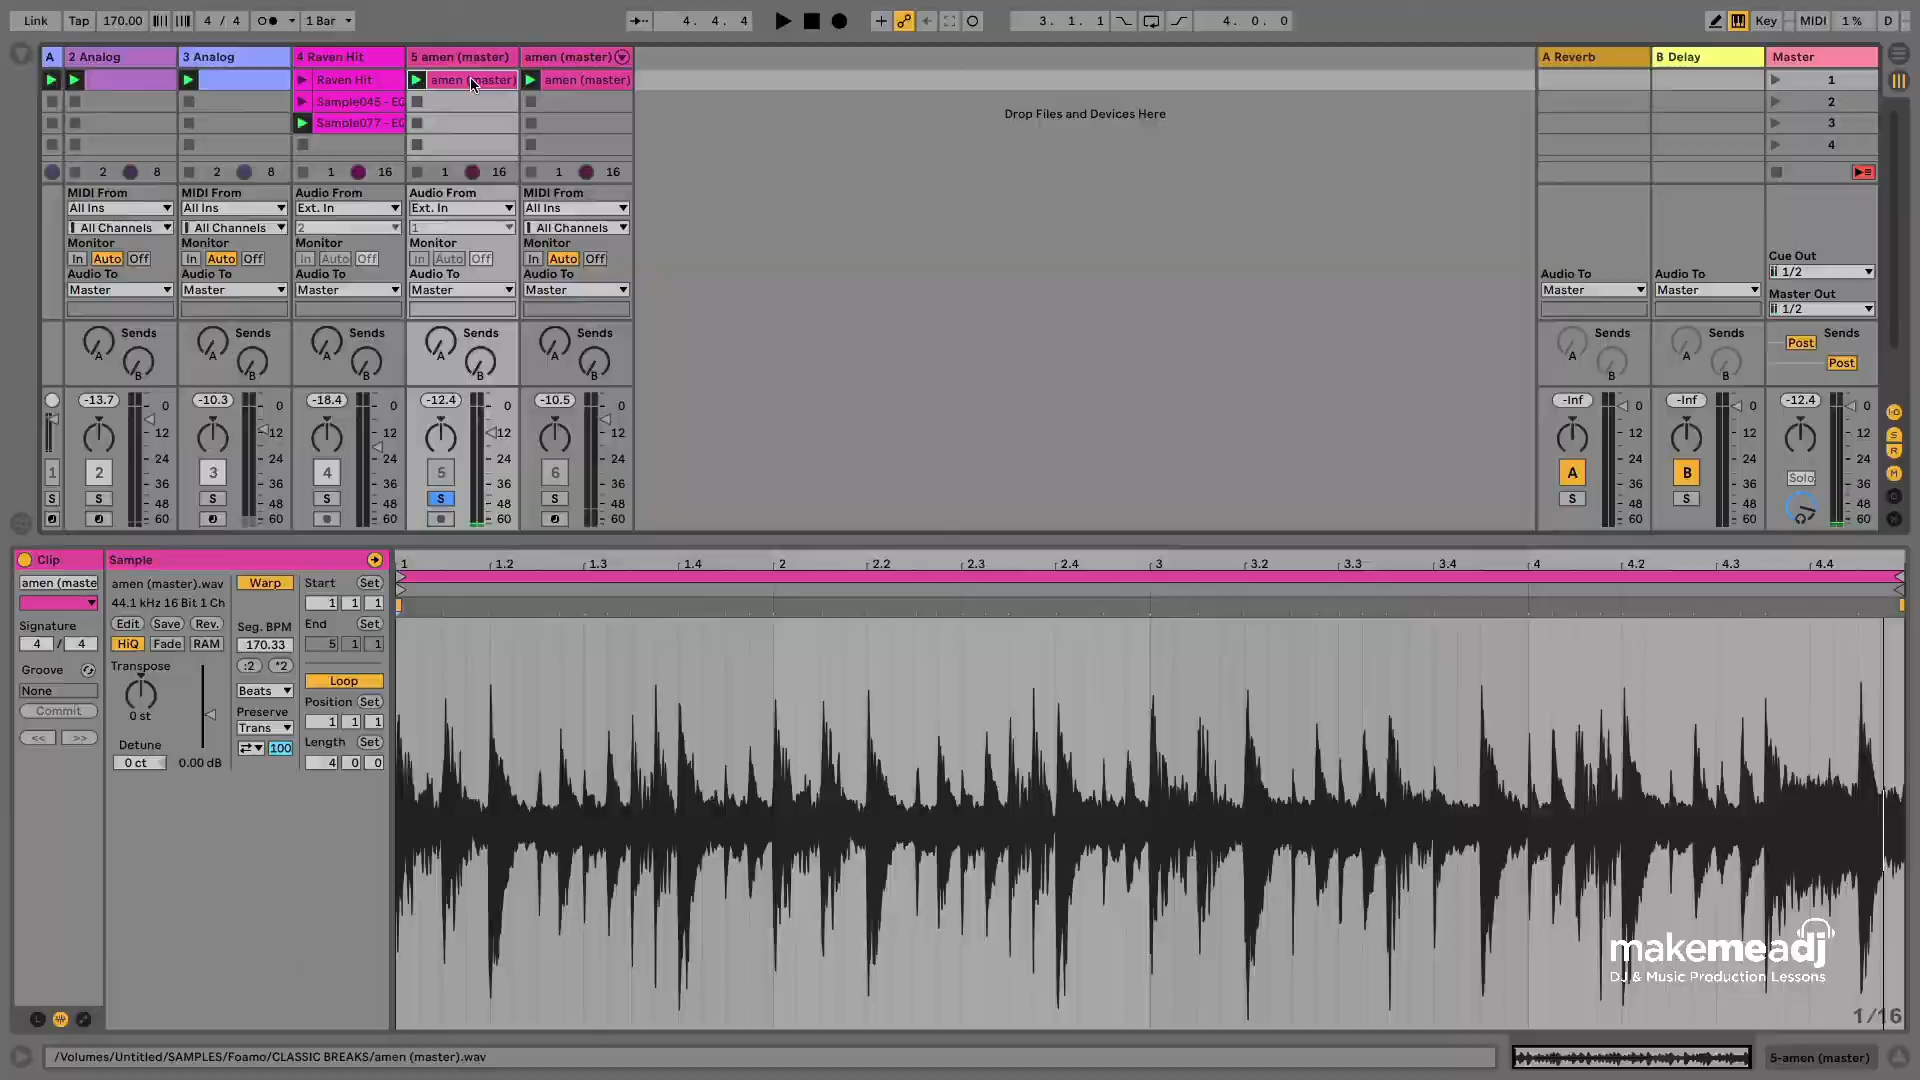 Link Tap 170.00 4 / 4 1 Bar 4. 4. 4 3. 1. 1 4. 0. 0 Key MIDI 1 % D
A 2 Analog 3 Analog 4 Raven Hit 5 amen (master) amen (master) A Reverb B Delay Master
Raven Hit amen (master) amen (master) 1
Sample045 - EQ 2
Drop Files and Devices Here
Sample077 - EQ 3
4
2 8 2 8 1 16 1 16 1 16
MIDI From MIDI From Audio From Audio From MIDI From
All Ins All Ins Ext. In Ext. In All Ins
All Channels All Channels 2 1 All Channels
Monitor Monitor Monitor Monitor Monitor
In Auto Off In Auto Off In Auto Off In Auto Off In Auto Off Cue Out
Audio To Audio To Audio To Audio To Audio To Audio To Audio To 1/2
Master Master Master Master Master Master Master Master Out
1/2
Sends Sends Sends Sends Sends Sends Sends Sends
A A A A A A A Post
B B B B B B B Post
-13.7 0 -10.3 0 -18.4 0 -12.4 0 -10.5 0 -Inf 0 -Inf 0 -12.4 0
12 12 12 12 12 12 12 12
24 24 24 24 24 24 24 24
1 2 3 4 5 6 A B Solo
36 36 36 36 36 36 36 36
S S S S S S S S
48 48 48 48 48 48 48 48
60 60 60 60 60 60 60 60
Clip Sample 1 1.2 1.3 1.4 2 2.2 2.3 2.4 3 3.2 3.3 3.4 4 4.2 4.3 4.4
amen (maste amen (master).wav Warp Start Set
44.1 kHz 16 Bit 1 Ch 1 1 1
Signature Edit Save Rev. Seg. BPM End Set
4 / 4 HiQ Fade RAM 170.33 5 1 1
Groove Transpose :2 *2
None Beats Loop
Commit 0 st Preserve Position Set
<< >> Trans 1 1 1
Detune 100 Length Set
0 ct 0.00 dB 4 0 0
makemeadj
DJ & Music Production Lessons
1/16
/Volumes/Untitled/SAMPLES/Foamo/CLASSIC BREAKS/amen (master).wav 5-amen (master)